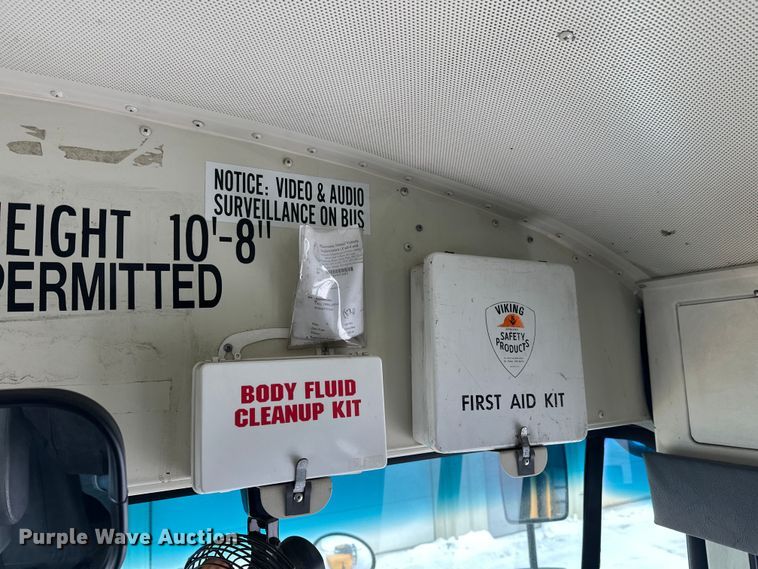 NOTICE: VIDEO & AUDIO
SURVEILLANCE ON BUS
EIGHT 10'-8"
PERMITTED
VIKING
SAFETY
PRODUCTS
FIRST AID KIT
BODY FLUID
CLEANUP KIT
Purple Wave Auction